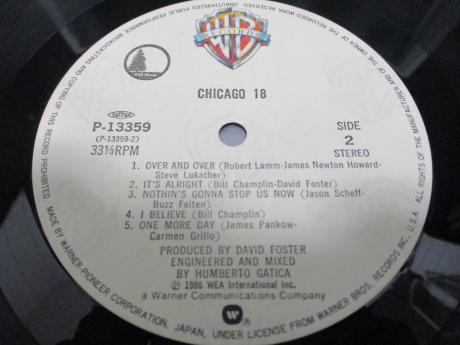 WB
RECORDS
Full Moon
CHICAGO 18
P-13359
(P-13359-2)
33⅓RPM
SIDE
2
STEREO
1. OVER AND OVER (Robert Lamm-James Newton Howard-
Steve Lukather)
2. IT'S ALRIGHT (Bill Champlin-David Foster)
3. NOTHIN'S GONNA STOP US NOW (Jason Scheff-
Buzz Feiten)
4. I BELIEVE (Bill Champlin)
5. ONE MORE DAY (James Pankow-
Carmen Grillo)
PRODUCED BY DAVID FOSTER
ENGINEERED AND MIXED
BY HUMBERTO GATICA
Ⓟ 1986 WEA International Inc.
a Warner Communications Company
MADE BY WARNER-PIONEER CORPORATION, JAPAN, UNDER LICENSE FROM WARNER BROS. RECORDS INC., U.S.A. ALL RIGHTS OF THE MANUFACTURER AND OF THE OWNER OF THE RECORDED WORK RESERVED. UNAUTHORIZED PUBLIC PERFORMANCE, BROADCASTING AND COPYING OF THIS RECORD PROHIBITED.